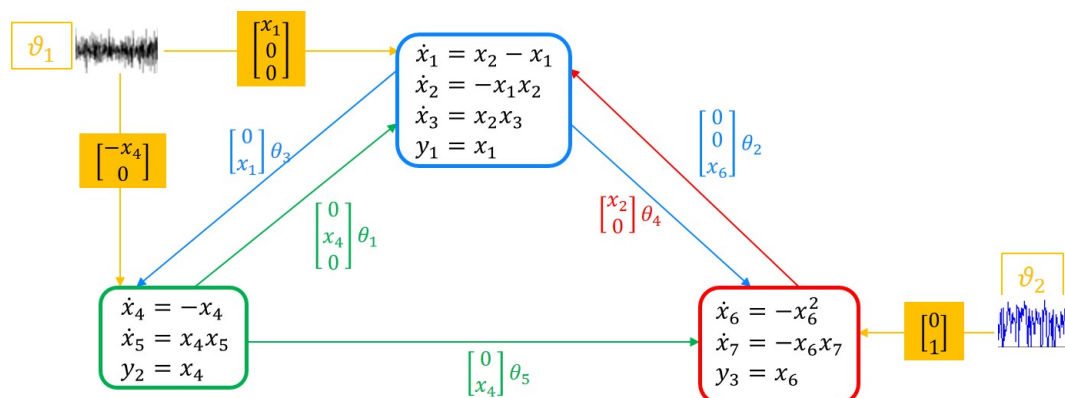 ϑ₁
[x₁
0
0]
ẋ₁ = x₂ − x₁
ẋ₂ = −x₁x₂
ẋ₃ = x₂x₃
y₁ = x₁
[−x₄
0]
[0
x₁] θ₃
[0
x₄
0] θ₁
[0
0
x₆] θ₂
[x₂
0] θ₄
ẋ₄ = −x₄
ẋ₅ = x₄x₅
y₂ = x₄
[0
x₄] θ₅
ẋ₆ = −x₆²
ẋ₇ = −x₆x₇
y₃ = x₆
[0
1]
ϑ₂